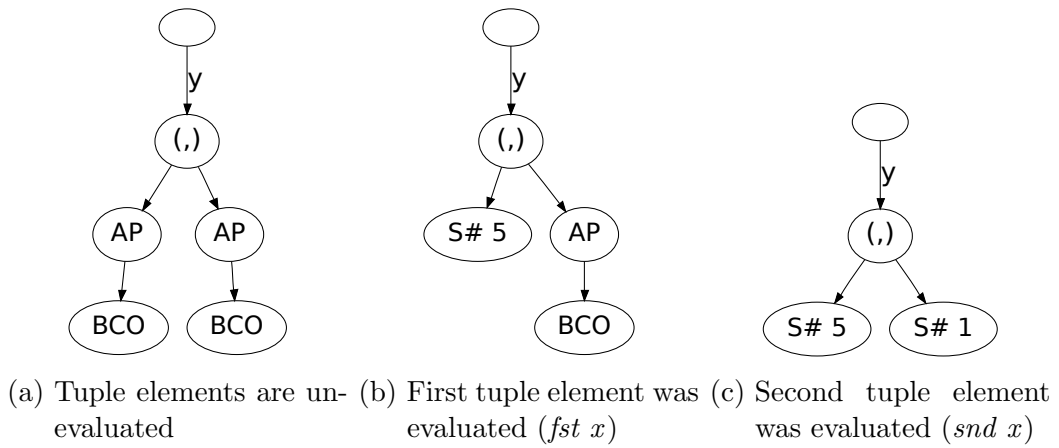 y
(,)
AP AP
BCO BCO
y
(,)
S# 5 AP
BCO
y
(,)
S# 5 S# 1
(a) Tuple elements are un-
evaluated
(b) First tuple element was
evaluated (fst x)
(c) Second tuple element
was evaluated (snd x)